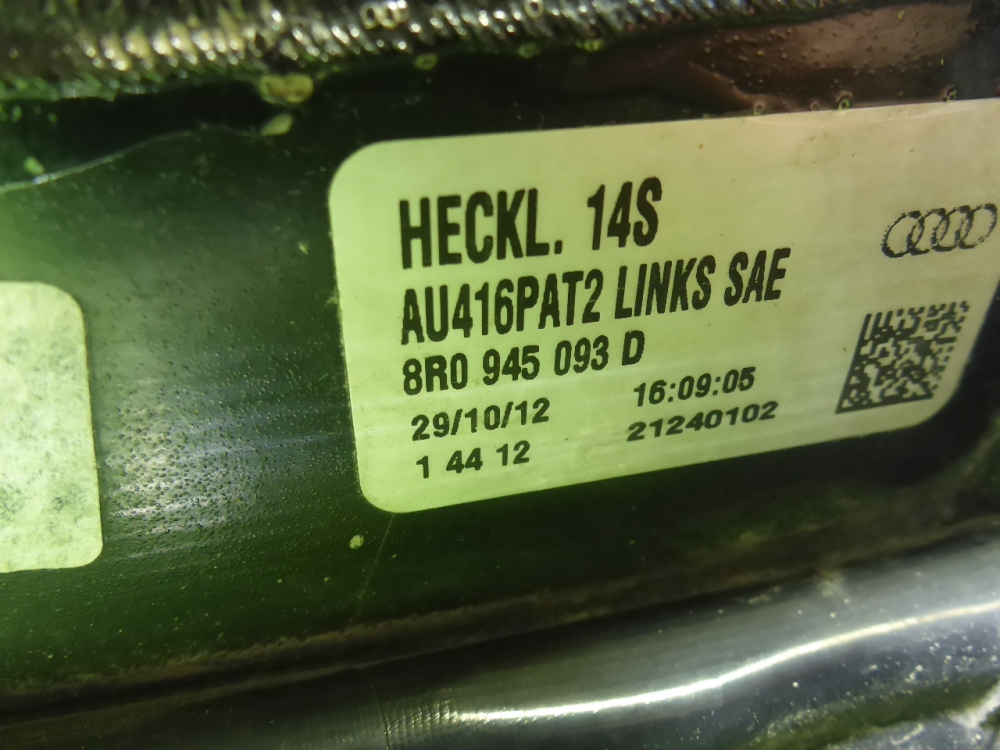 HECKL. 14S
AU416PAT2 LINKS SAE
8R0 945 093 D
29/10/12 16:09:05
1 44 12 21240102